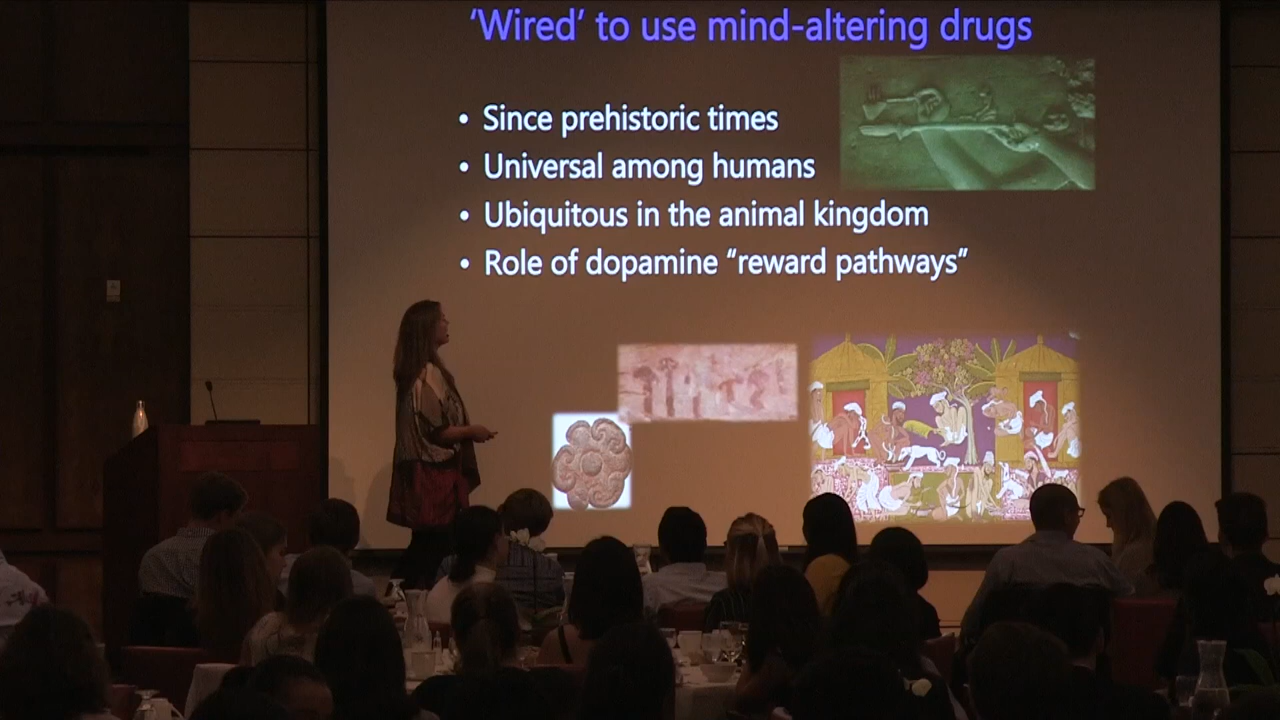 ‘Wired’ to use mind-altering drugs
• Since prehistoric times
• Universal among humans
• Ubiquitous in the animal kingdom
• Role of dopamine “reward pathways”